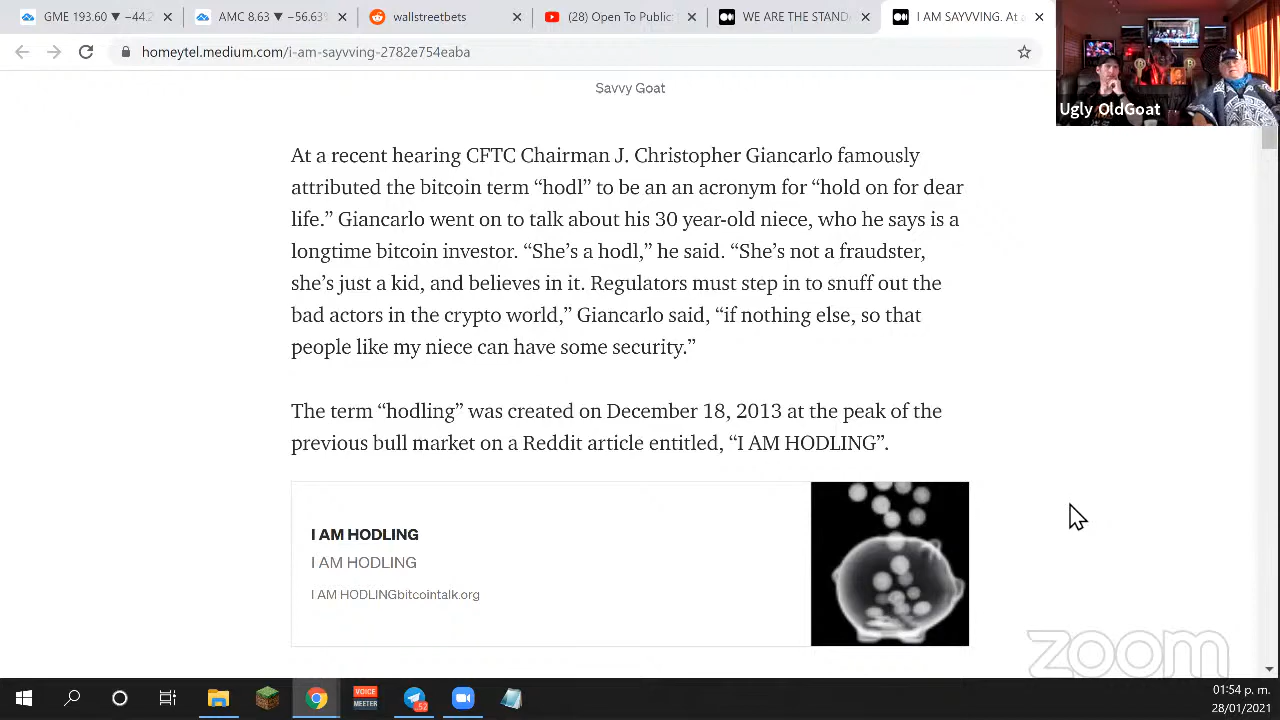 GME 193.60 ▼ −44.2
AMC 8.63 ▼ −56.63%
wallstreetbets
(28) Open To Public
WE ARE THE STAND
I AM SAYVVING. At a
homeytel.medium.com/i-am-sayvving-2782e75
Ugly OldGoat
Savvy Goat
At a recent hearing CFTC Chairman J. Christopher Giancarlo famously
attributed the bitcoin term “hodl” to be an an acronym for “hold on for dear
life.” Giancarlo went on to talk about his 30 year-old niece, who he says is a
longtime bitcoin investor. “She’s a hodl,” he said. “She’s not a fraudster,
she’s just a kid, and believes in it. Regulators must step in to snuff out the
bad actors in the crypto world,” Giancarlo said, “if nothing else, so that
people like my niece can have some security.”
The term “hodling” was created on December 18, 2013 at the peak of the
previous bull market on a Reddit article entitled, “I AM HODLING”.
I AM HODLING
I AM HODLING
I AM HODLINGbitcointalk.org
zoom
VOICE
MEETER
52
01:54 p. m.
28/01/2021